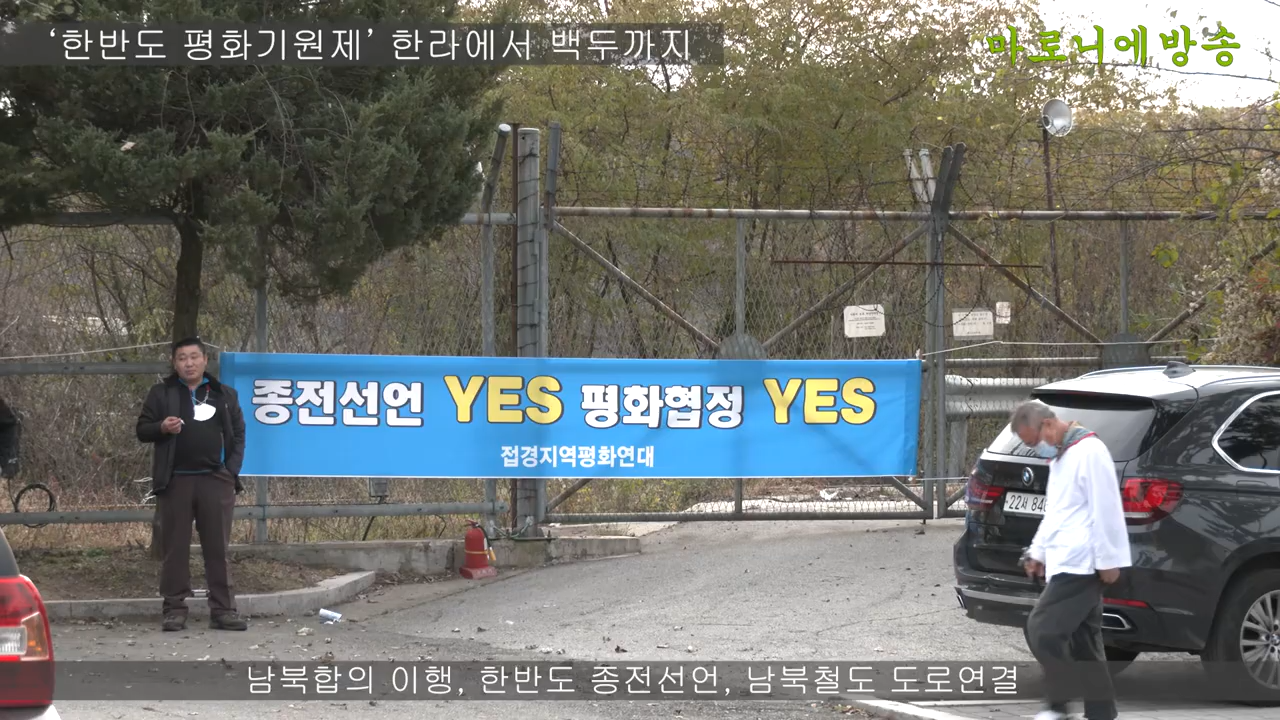 ‘한반도 평화기원제’ 한라에서 백두까지
마로니에방송
종전선언 YES 평화협정 YES
접경지역평화연대
22서
남북합의 이행, 한반도 종전선언, 남북철도 도로연결